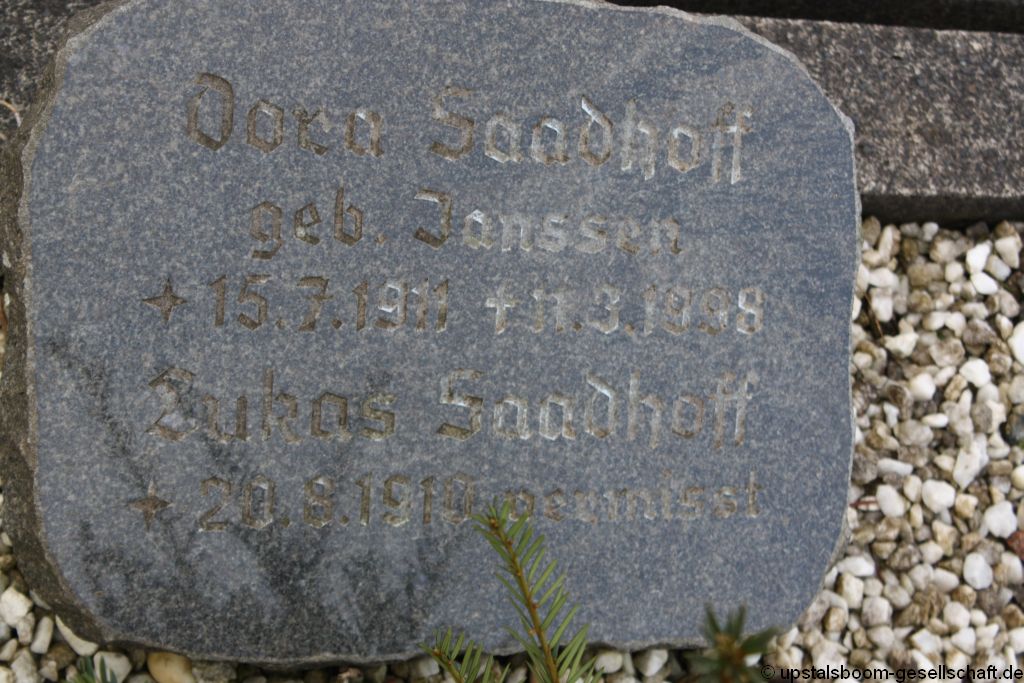 Dora Saadhoff
geb. Janssen
15.7.1911 † 11.3.1998
Lukas Saadhoff
20.8.1910 vermisst
© upstalsboom-gesellschaft.de